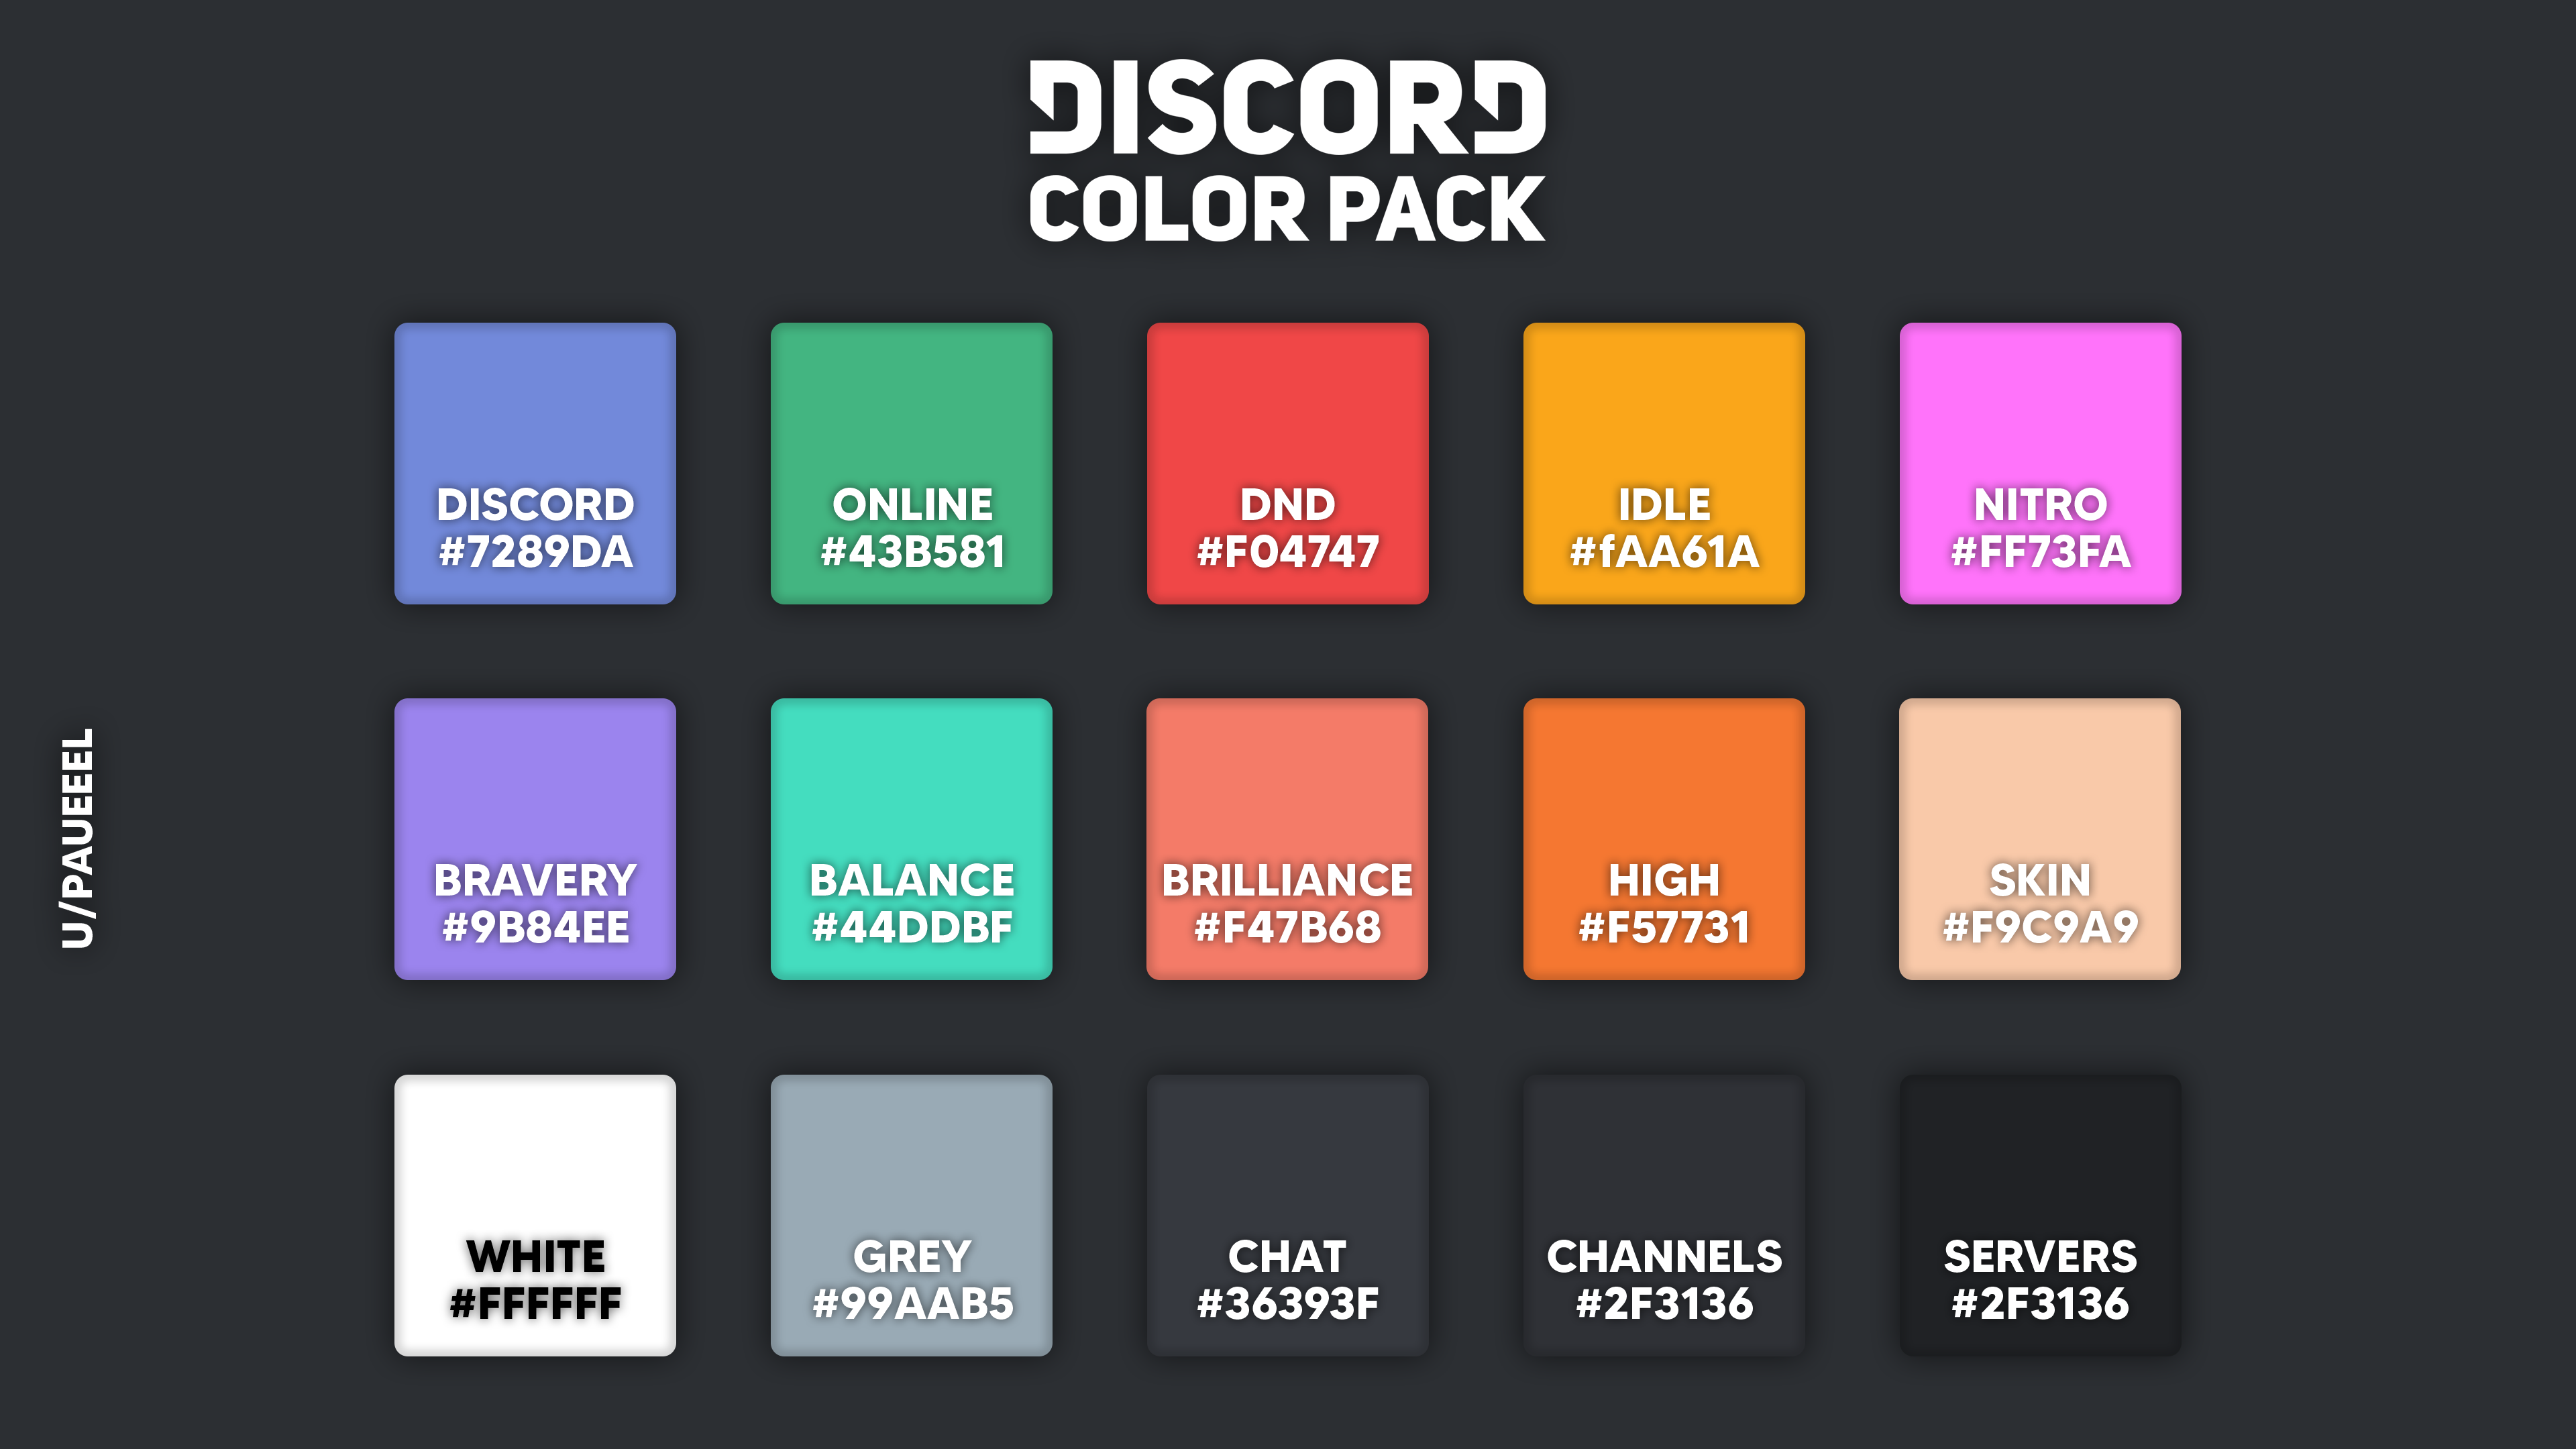 DISCORD
COLOR PACK
DISCORD
#7289DA
ONLINE
#43B581
DND
#F04747
IDLE
#fAA61A
NITRO
#FF73FA
U/PAUEEEL
BRAVERY
#9B84EE
BALANCE
#44DDBF
BRILLIANCE
#F47B68
HIGH
#F57731
SKIN
#F9C9A9
WHITE
#FFFFFF
GREY
#99AAB5
CHAT
#36393F
CHANNELS
#2F3136
SERVERS
#2F3136